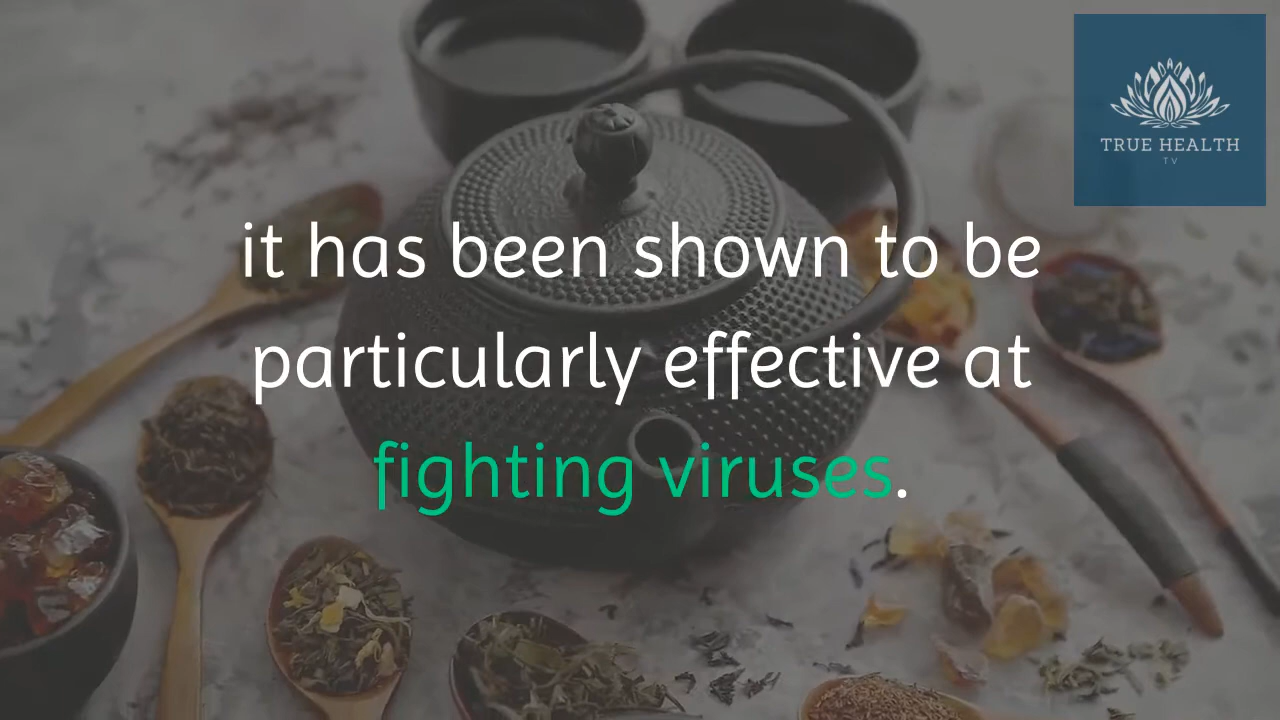 TRUE HEALTH
TV
it has been shown to be
particularly effective at
fighting viruses.